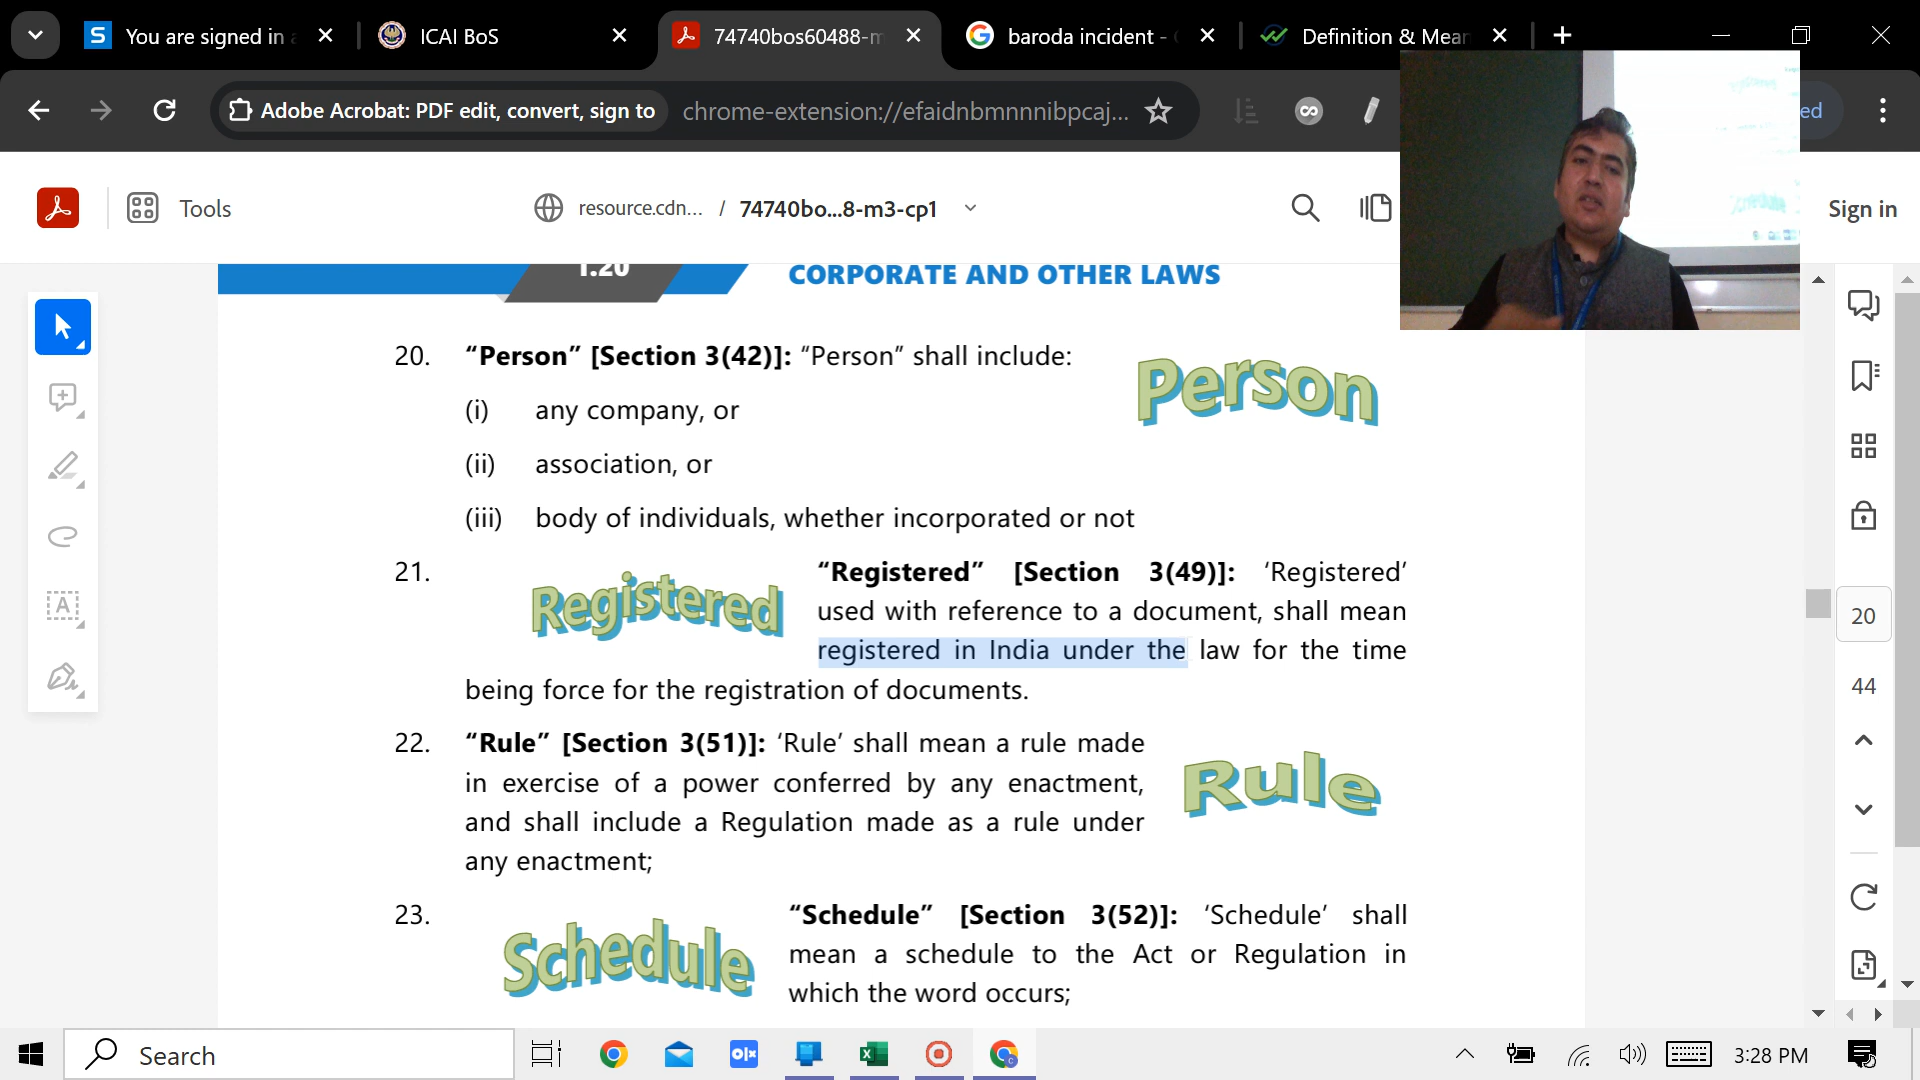 You are signed in a
ICAI BoS
74740bos60488-m
baroda incident -
Definition & Mean
Adobe Acrobat: PDF edit, convert, sign to
chrome-extension://efaidnbmnnnibpcaj...
ed
Tools
resource.cdn... / 74740bo...8-m3-cp1
Sign in
1.20
CORPORATE AND OTHER LAWS
20. “Person” [Section 3(42)]: “Person” shall include:
Person
(i) any company, or
(ii) association, or
(iii) body of individuals, whether incorporated or not
21. “Registered” [Section 3(49)]: ‘Registered’
Registered
used with reference to a document, shall mean
registered in India under the law for the time
being force for the registration of documents.
22. “Rule” [Section 3(51)]: ‘Rule’ shall mean a rule made
in exercise of a power conferred by any enactment,
Rule
and shall include a Regulation made as a rule under
any enactment;
23. “Schedule” [Section 3(52)]: ‘Schedule’ shall
Schedule
mean a schedule to the Act or Regulation in
which the word occurs;
20
44
Search
olx
3:28 PM